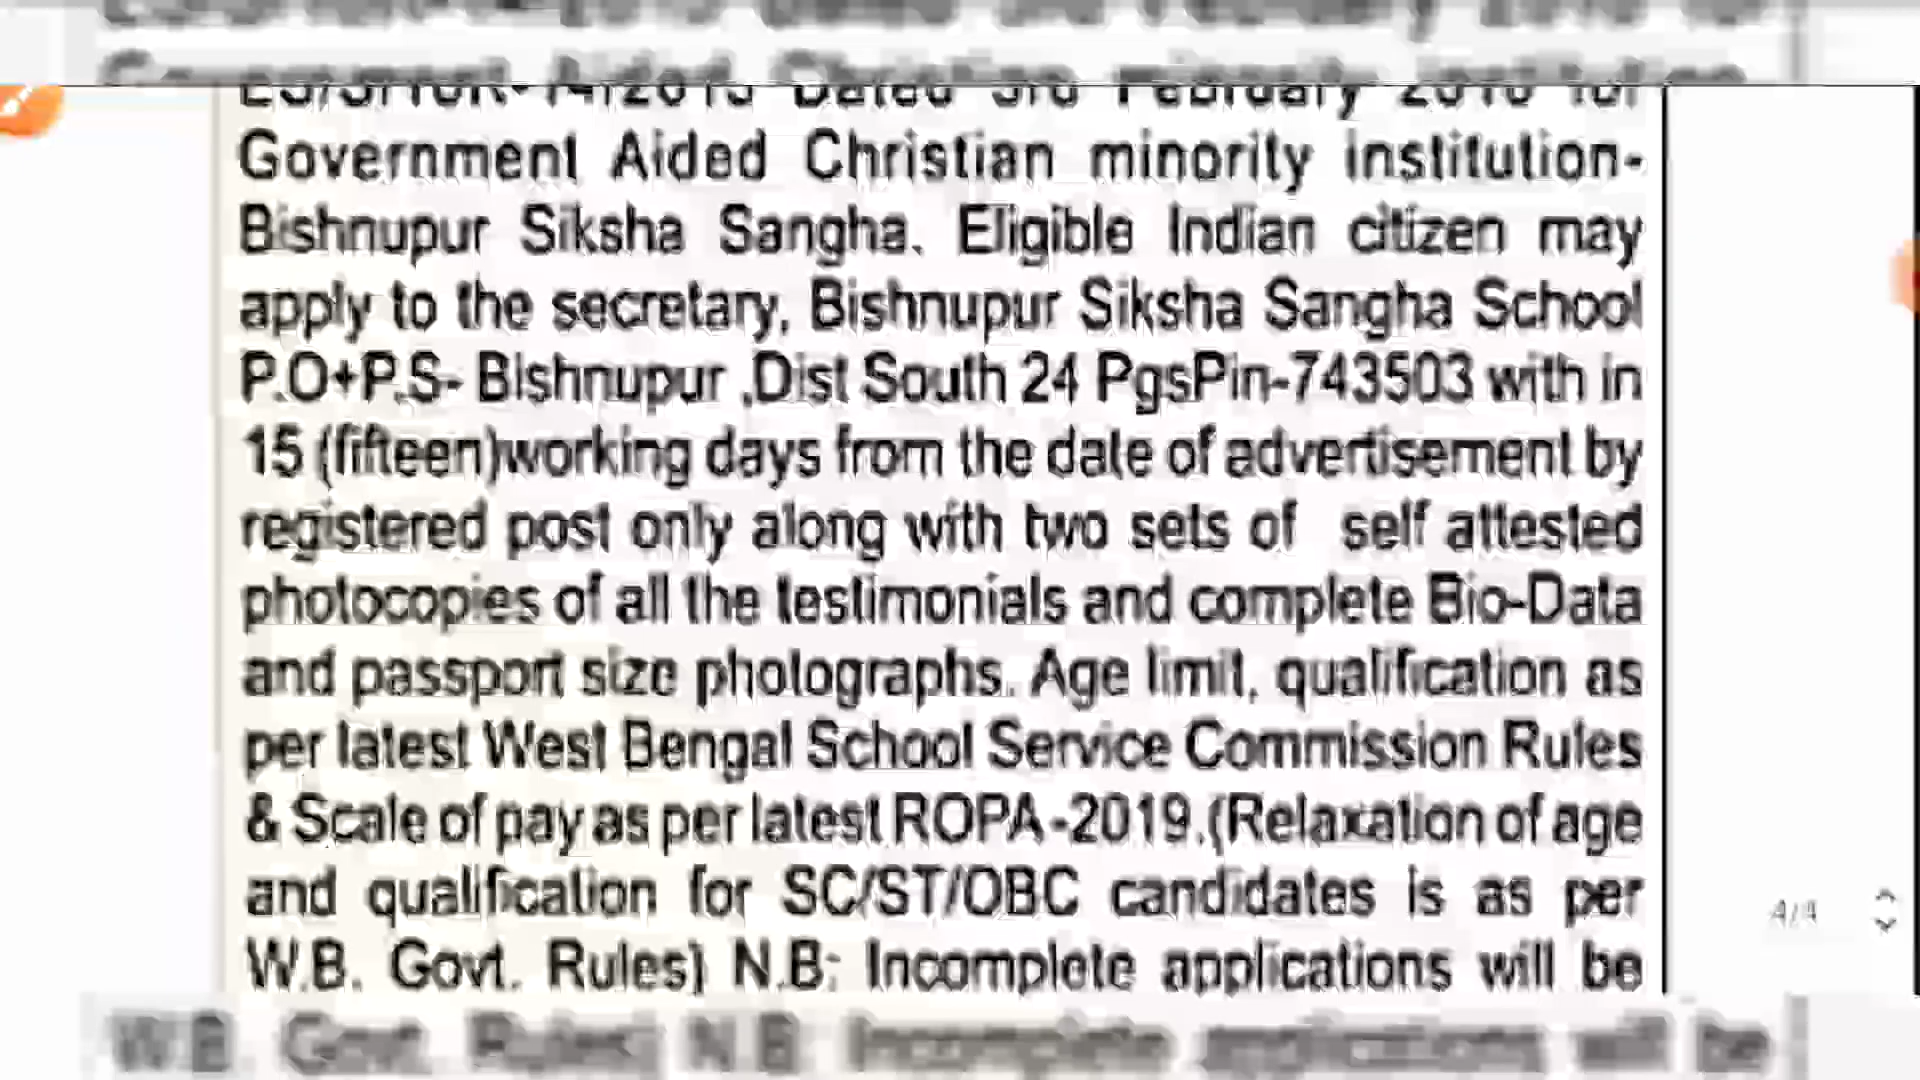 Government Aided Christian minority institution-
Bishnupur Siksha Sangha. Eligible Indian citizen may
apply to the secretary, Bishnupur Siksha Sangha School
P.O+P.S- Bishnupur ,Dist South 24 PgsPin-743503 with in
15 (fifteen)working days from the date of advertisement by
registered post only along with two sets of self attested
photocopies of all the testimonials and complete Bio-Data
and passport size photographs. Age limit, qualification as
per latest West Bengal School Service Commission Rules
& Scale of pay as per latest ROPA-2019.(Relaxation of age
and qualification for SC/ST/OBC candidates is as per
W.B. Govt. Rules) N.B: Incomplete applications will be
4/4